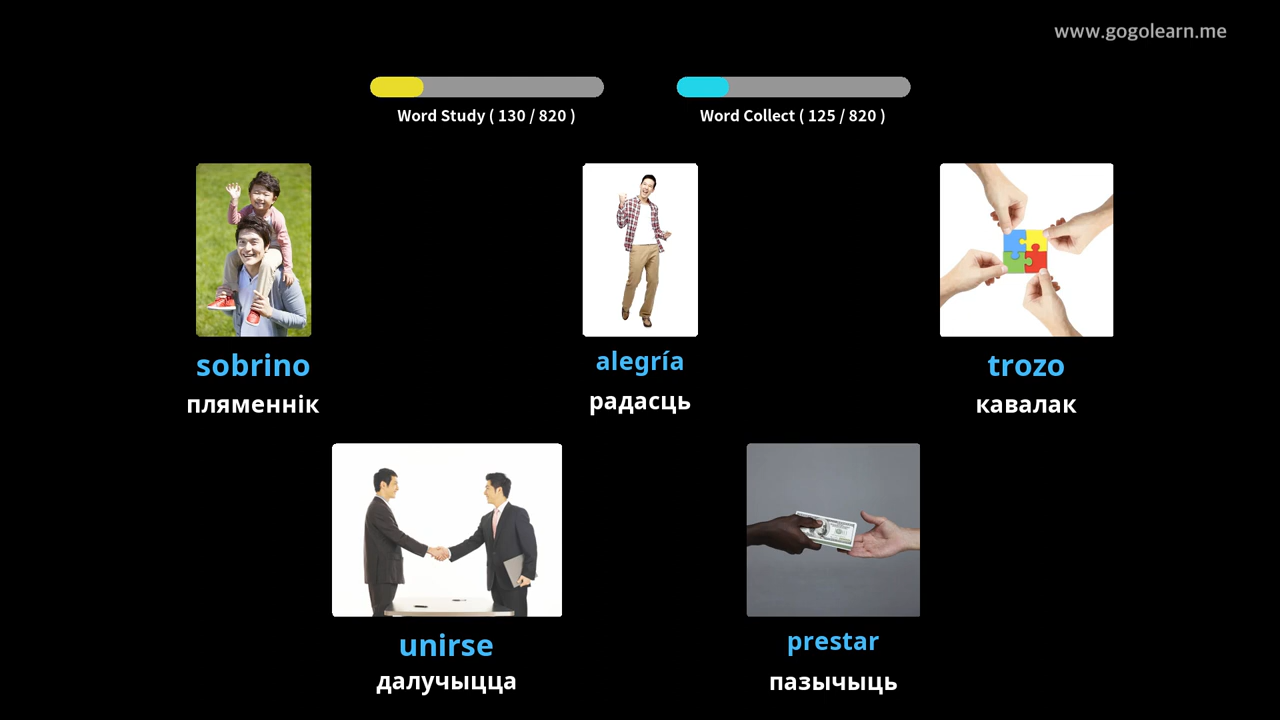 www.gogolearn.me
Word Study ( 130 / 820 )
Word Collect ( 125 / 820 )
sobrino
пляменнік
alegría
радасць
trozo
кавалак
unirse
далучыцца
prestar
пазычыць